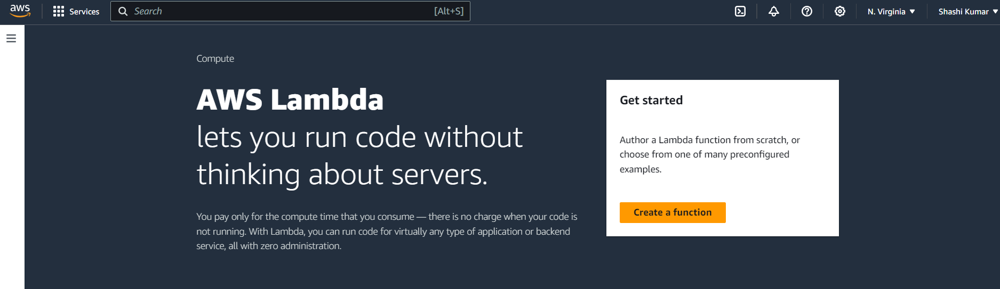 aws Services Search [Alt+S] N. Virginia Shashi Kumar
Compute
AWS Lambda
lets you run code without
thinking about servers.
You pay only for the compute time that you consume — there is no charge when your code is
not running. With Lambda, you can run code for virtually any type of application or backend
service, all with zero administration.
Get started
Author a Lambda function from scratch, or
choose from one of many preconfigured
examples.
Create a function